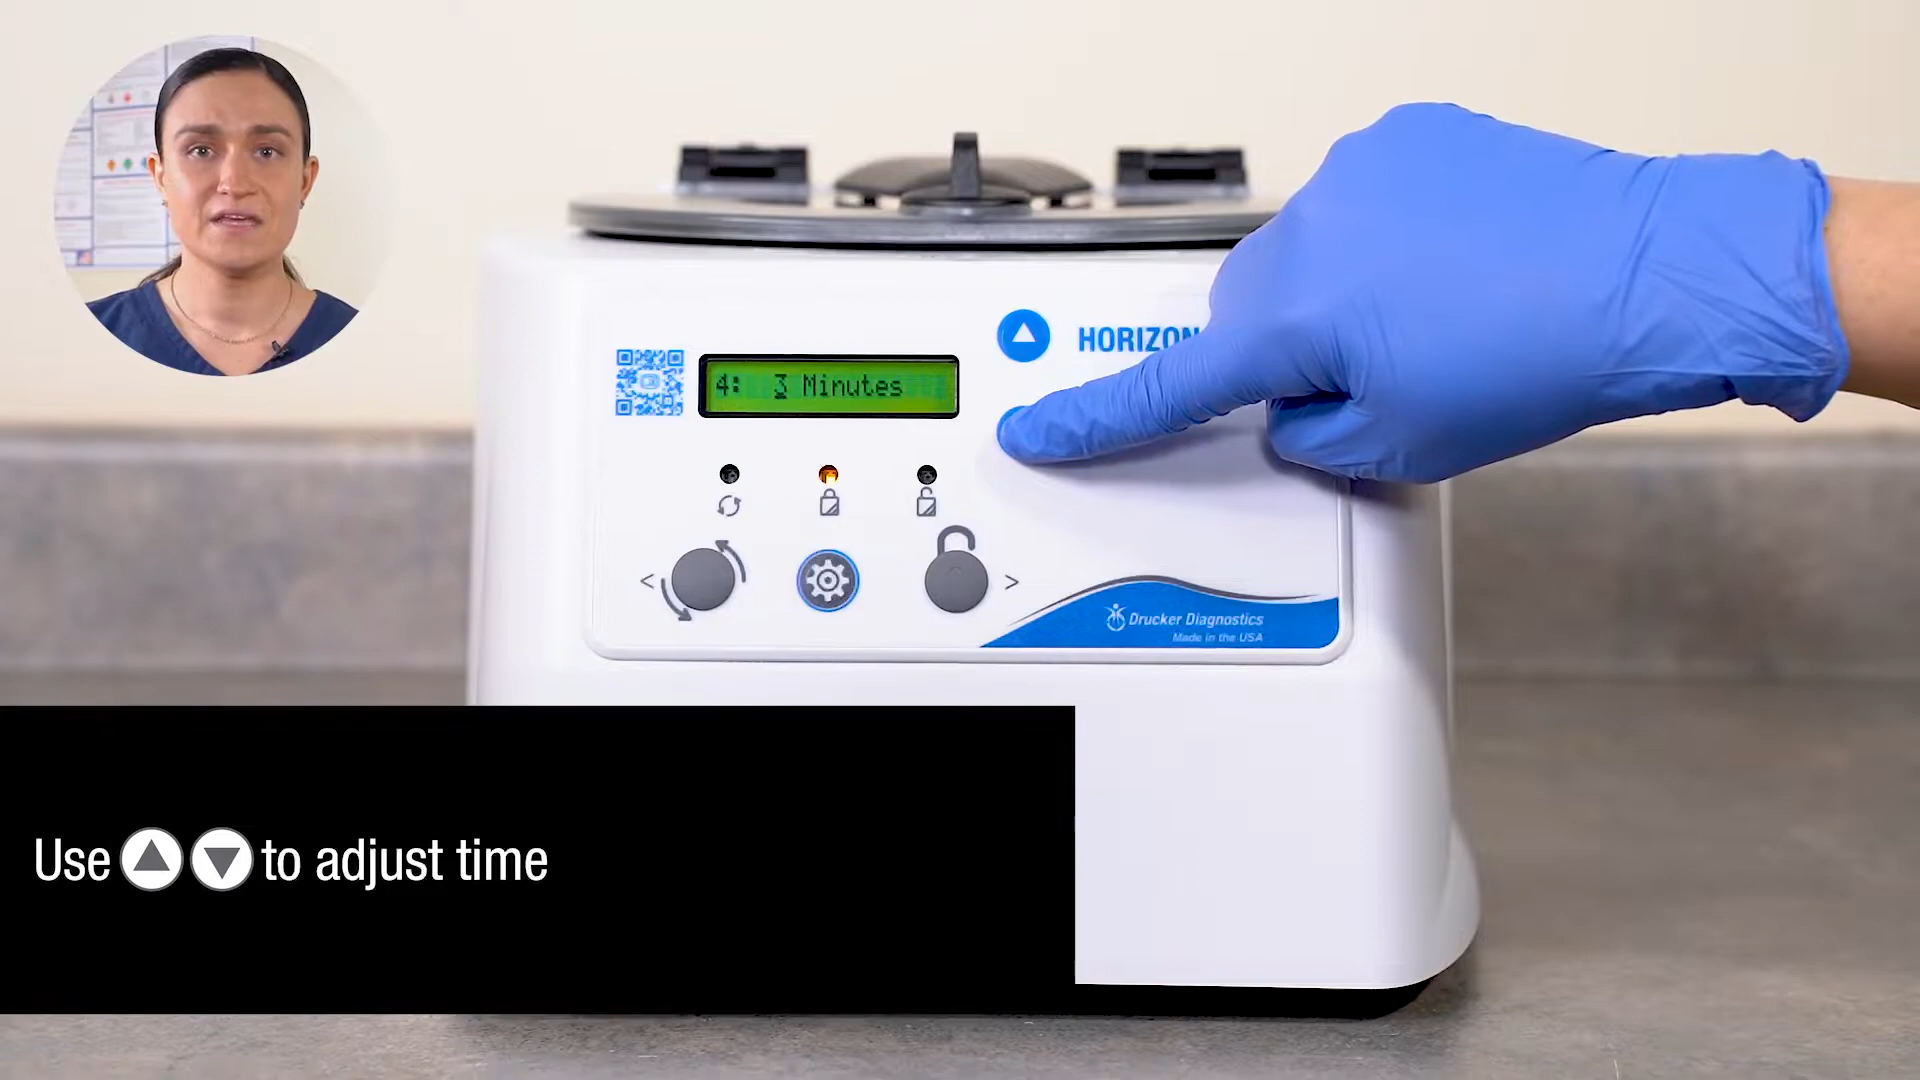 HORIZON
4: 3 Minutes
< >
Drucker Diagnostics
Made in the USA
Use ▲ ▼ to adjust time